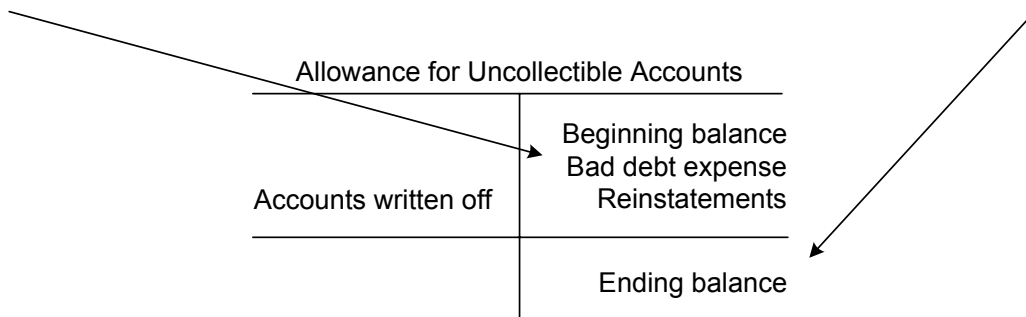 Allowance for Uncollectible Accounts
Beginning balance
Bad debt expense
Accounts written off Reinstatements
Ending balance